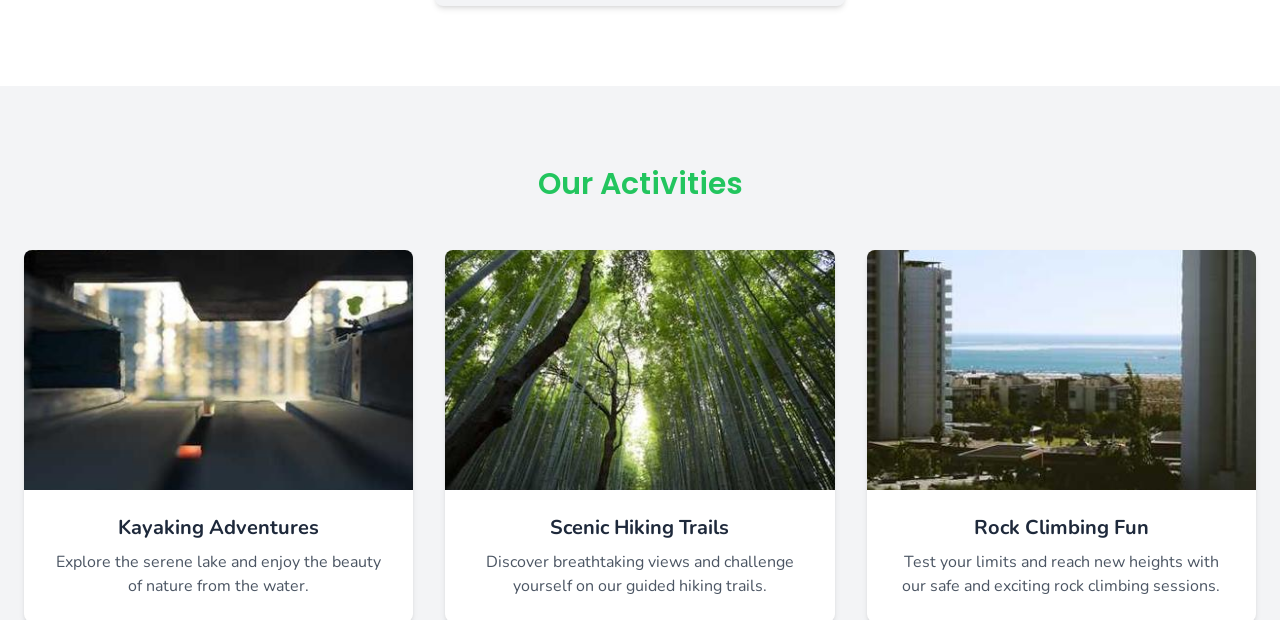 Our Activities
Kayaking Adventures
Explore the serene lake and enjoy the beauty
of nature from the water.
Scenic Hiking Trails
Discover breathtaking views and challenge
yourself on our guided hiking trails.
Rock Climbing Fun
Test your limits and reach new heights with
our safe and exciting rock climbing sessions.